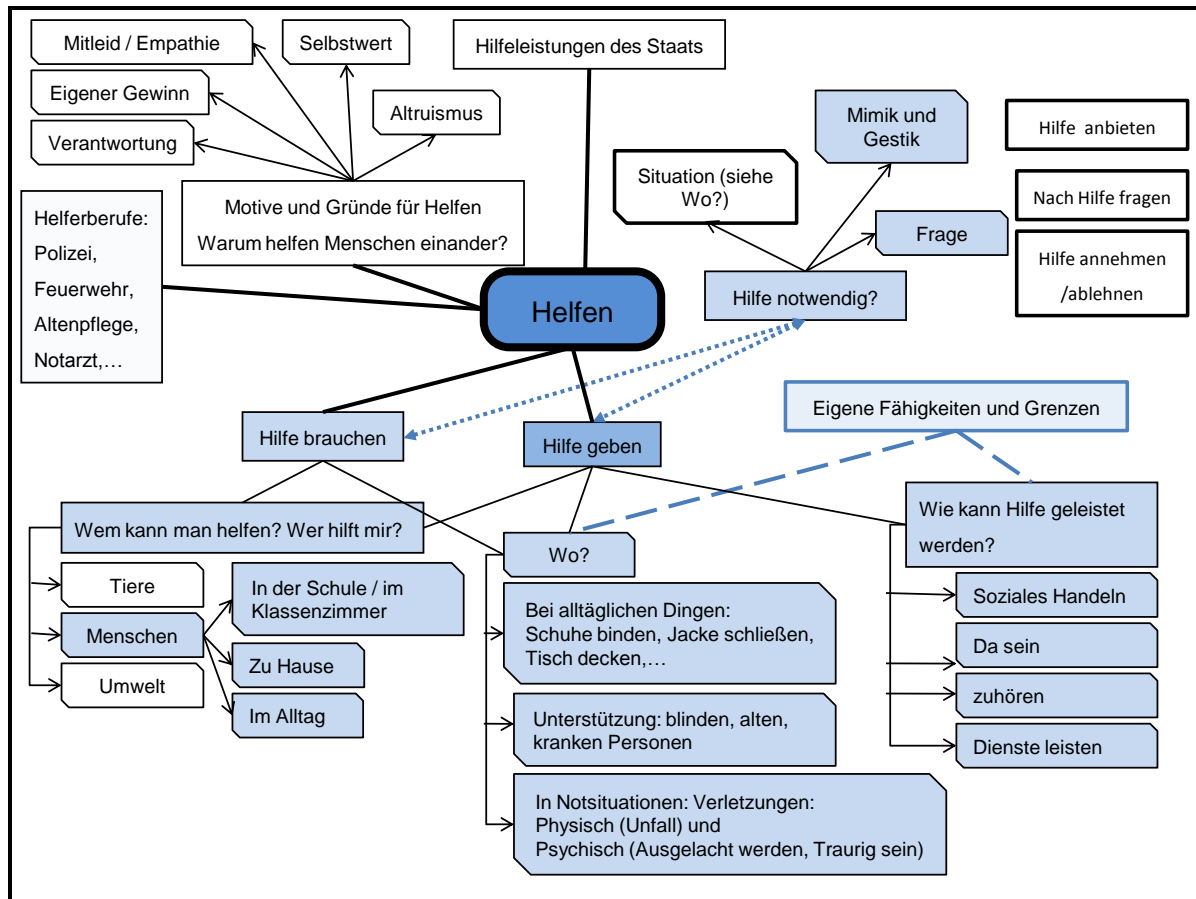 Mitleid / Empathie
Selbstwert
Hilfeleistungen des Staats
Eigener Gewinn
Altruismus
Verantwortung
Mimik und
Gestik
Hilfe anbieten
Situation (siehe
Wo?)
Nach Hilfe fragen
Motive und Gründe für Helfen
Warum helfen Menschen einander?
Frage
Hilfe annehmen
/ablehnen
Helferberufe:
Polizei,
Feuerwehr,
Altenpflege,
Notarzt,…
Helfen
Hilfe notwendig?
Eigene Fähigkeiten und Grenzen
Hilfe brauchen
Hilfe geben
Wem kann man helfen? Wer hilft mir?
Wo?
Wie kann Hilfe geleistet
werden?
Tiere
Menschen
Umwelt
In der Schule / im
Klassenzimmer
Zu Hause
Im Alltag
Bei alltäglichen Dingen:
Schuhe binden, Jacke schließen,
Tisch decken,…
Unterstützung: blinden, alten,
kranken Personen
In Notsituationen: Verletzungen:
Physisch (Unfall) und
Psychisch (Ausgelacht werden, Traurig sein)
Soziales Handeln
Da sein
zuhören
Dienste leisten